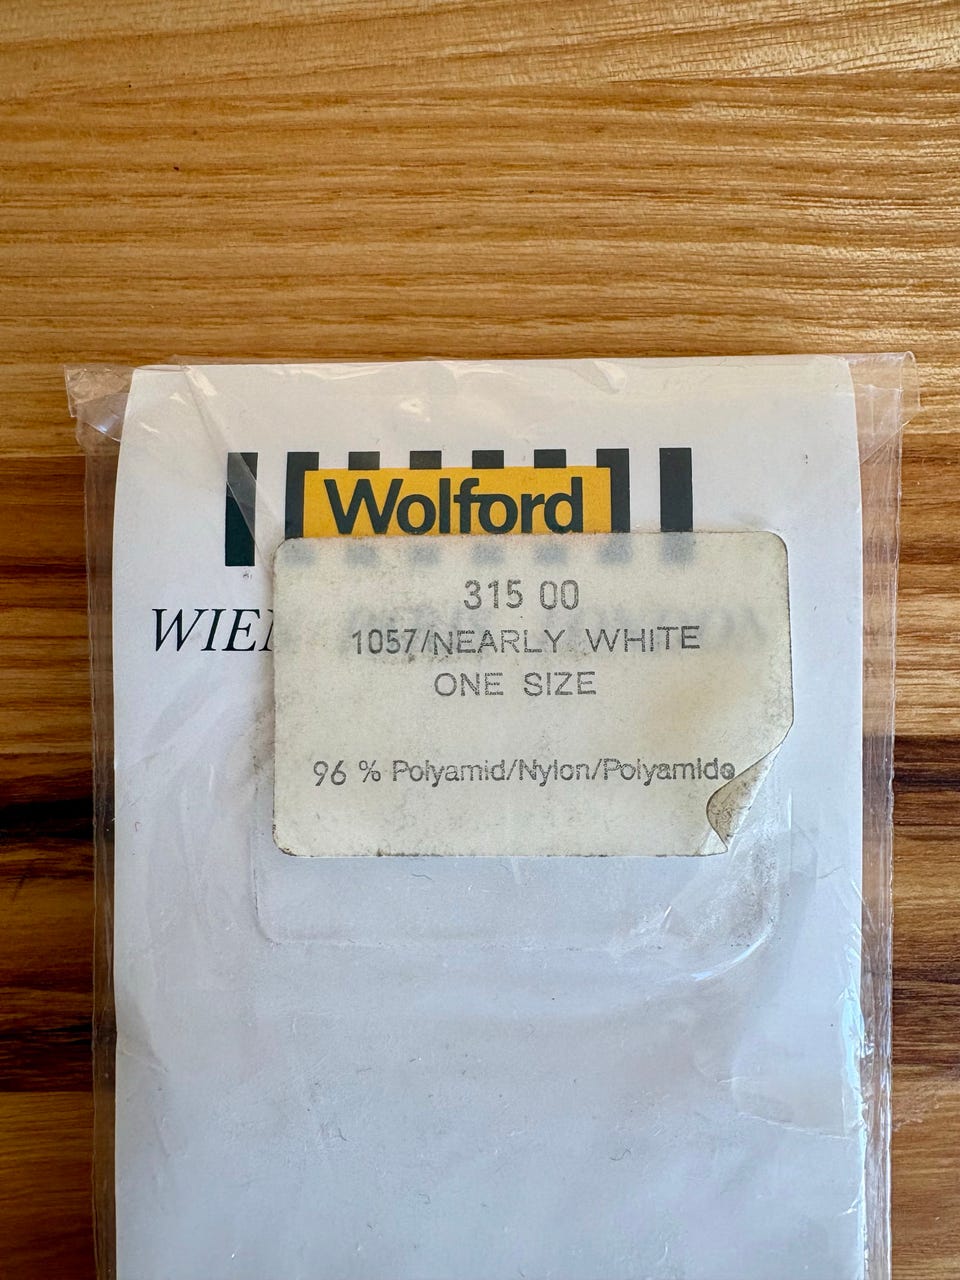 Wolford
WIEN
315 00
1057/NEARLY WHITE
ONE SIZE
96 % Polyamid/Nylon/Polyamide